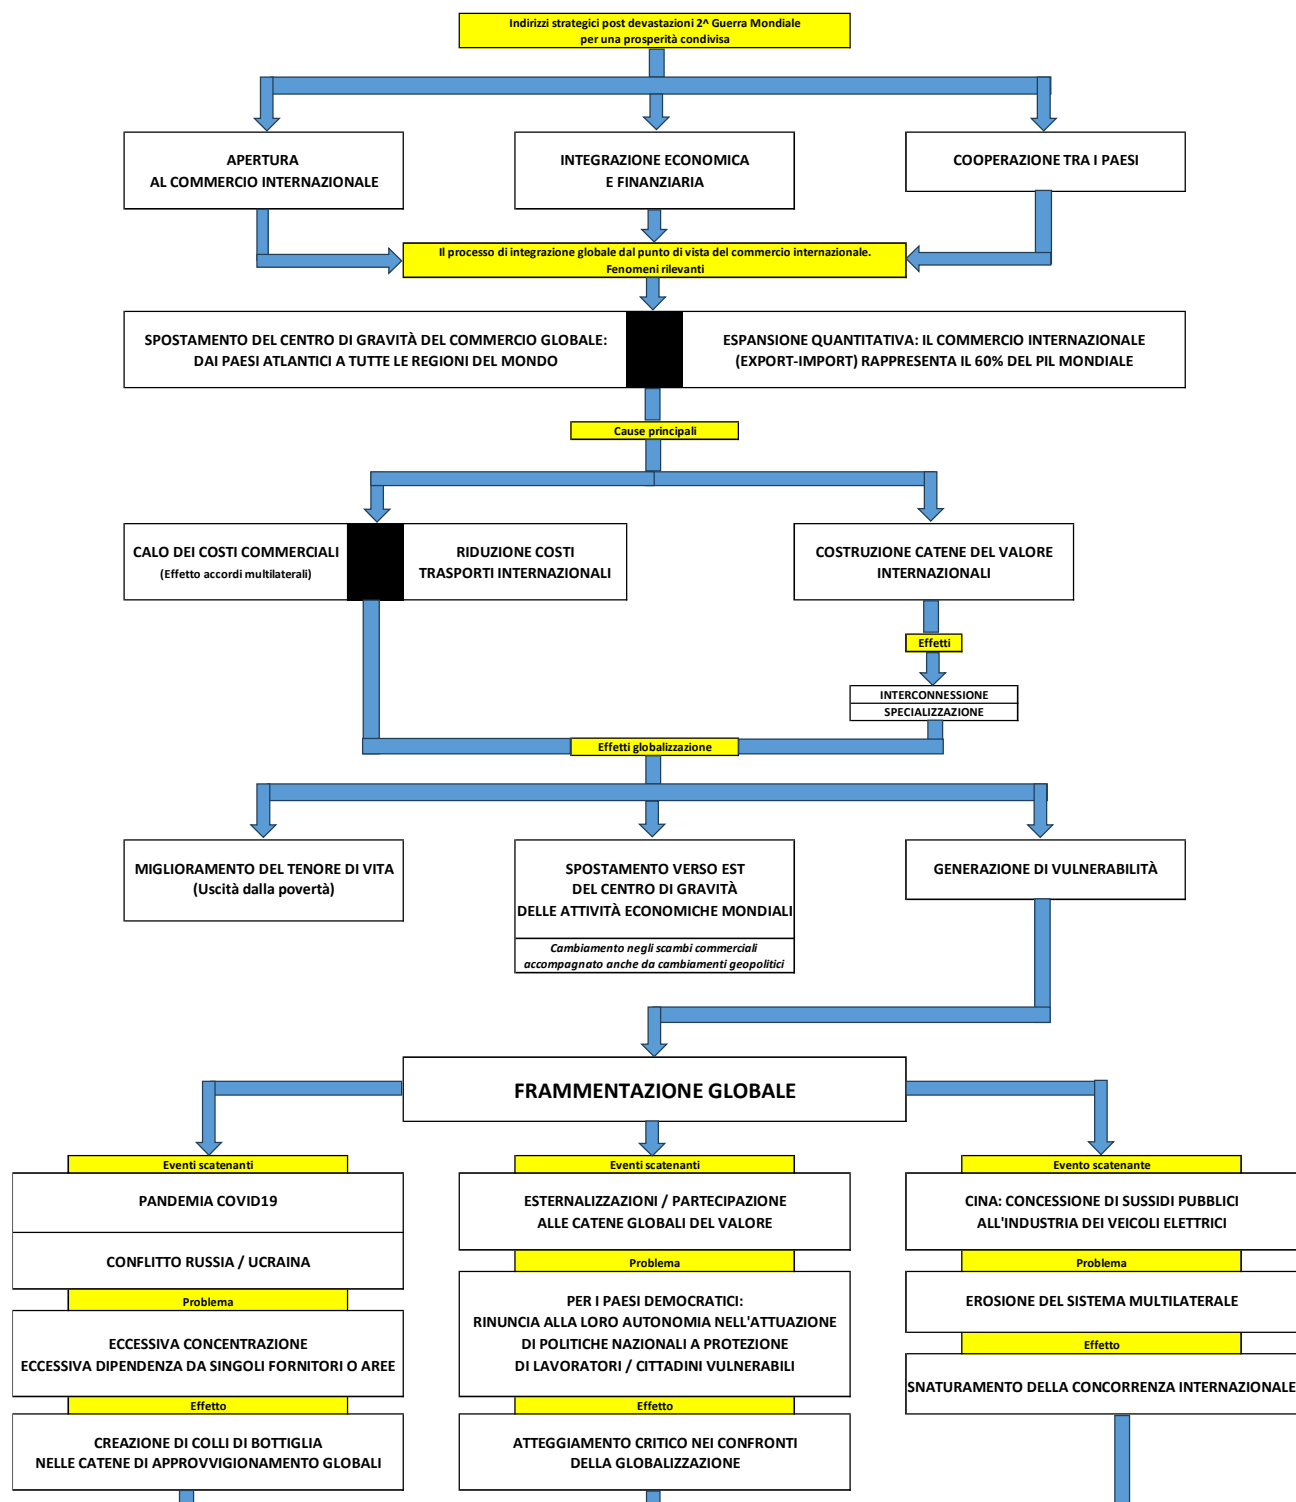 Indirizzi strategici post devastazioni 2^ Guerra Mondiale
per una prosperità condivisa
APERTURA
AL COMMERCIO INTERNAZIONALE
INTEGRAZIONE ECONOMICA
E FINANZIARIA
COOPERAZIONE TRA I PAESI
Il processo di integrazione globale dal punto di vista del commercio internazionale.
Fenomeni rilevanti
SPOSTAMENTO DEL CENTRO DI GRAVITÀ DEL COMMERCIO GLOBALE:
DAI PAESI ATLANTICI A TUTTE LE REGIONI DEL MONDO
ESPANSIONE QUANTITATIVA: IL COMMERCIO INTERNAZIONALE
(EXPORT-IMPORT) RAPPRESENTA IL 60% DEL PIL MONDIALE
Cause principali
CALO DEI COSTI COMMERCIALI
(Effetto accordi multilaterali)
RIDUZIONE COSTI
TRASPORTI INTERNAZIONALI
COSTRUZIONE CATENE DEL VALORE
INTERNAZIONALI
Effetti
INTERCONNESSIONE
SPECIALIZZAZIONE
Effetti globalizzazione
MIGLIORAMENTO DEL TENORE DI VITA
(Uscità dalla povertà)
SPOSTAMENTO VERSO EST
DEL CENTRO DI GRAVITÀ
DELLE ATTIVITÀ ECONOMICHE MONDIALI
Cambiamento negli scambi commerciali
accompagnato anche da cambiamenti geopolitici
GENERAZIONE DI VULNERABILITÀ
FRAMMENTAZIONE GLOBALE
Eventi scatenanti
PANDEMIA COVID19
CONFLITTO RUSSIA / UCRAINA
Problema
ECCESSIVA CONCENTRAZIONE
ECCESSIVA DIPENDENZA DA SINGOLI FORNITORI O AREE
Effetto
CREAZIONE DI COLLI DI BOTTIGLIA
NELLE CATENE DI APPROVVIGIONAMENTO GLOBALI
Eventi scatenanti
ESTERNALIZZAZIONI / PARTECIPAZIONE
ALLE CATENE GLOBALI DEL VALORE
Problema
PER I PAESI DEMOCRATICI:
RINUNCIA ALLA LORO AUTONOMIA NELL'ATTUAZIONE
DI POLITICHE NAZIONALI A PROTEZIONE
DI LAVORATORI / CITTADINI VULNERABILI
Effetto
ATTEGGIAMENTO CRITICO NEI CONFRONTI
DELLA GLOBALIZZAZIONE
Evento scatenante
CINA: CONCESSIONE DI SUSSIDI PUBBLICI
ALL'INDUSTRIA DEI VEICOLI ELETTRICI
Problema
EROSIONE DEL SISTEMA MULTILATERALE
Effetto
SNATURAMENTO DELLA CONCORRENZA INTERNAZIONALE